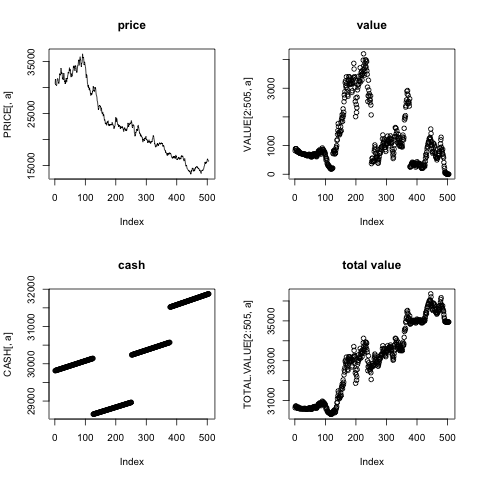 price
PRICE[, a]
35000
25000
15000
0 100 200 300 400 500
Index
value
VALUE[2:505, a]
3000
1000
0
0 100 200 300 400 500
Index
cash
CASH[, a]
32000
31000
30000
29000
0 100 200 300 400 500
Index
total value
TOTAL.VALUE[2:505, a]
35000
33000
31000
0 100 200 300 400 500
Index